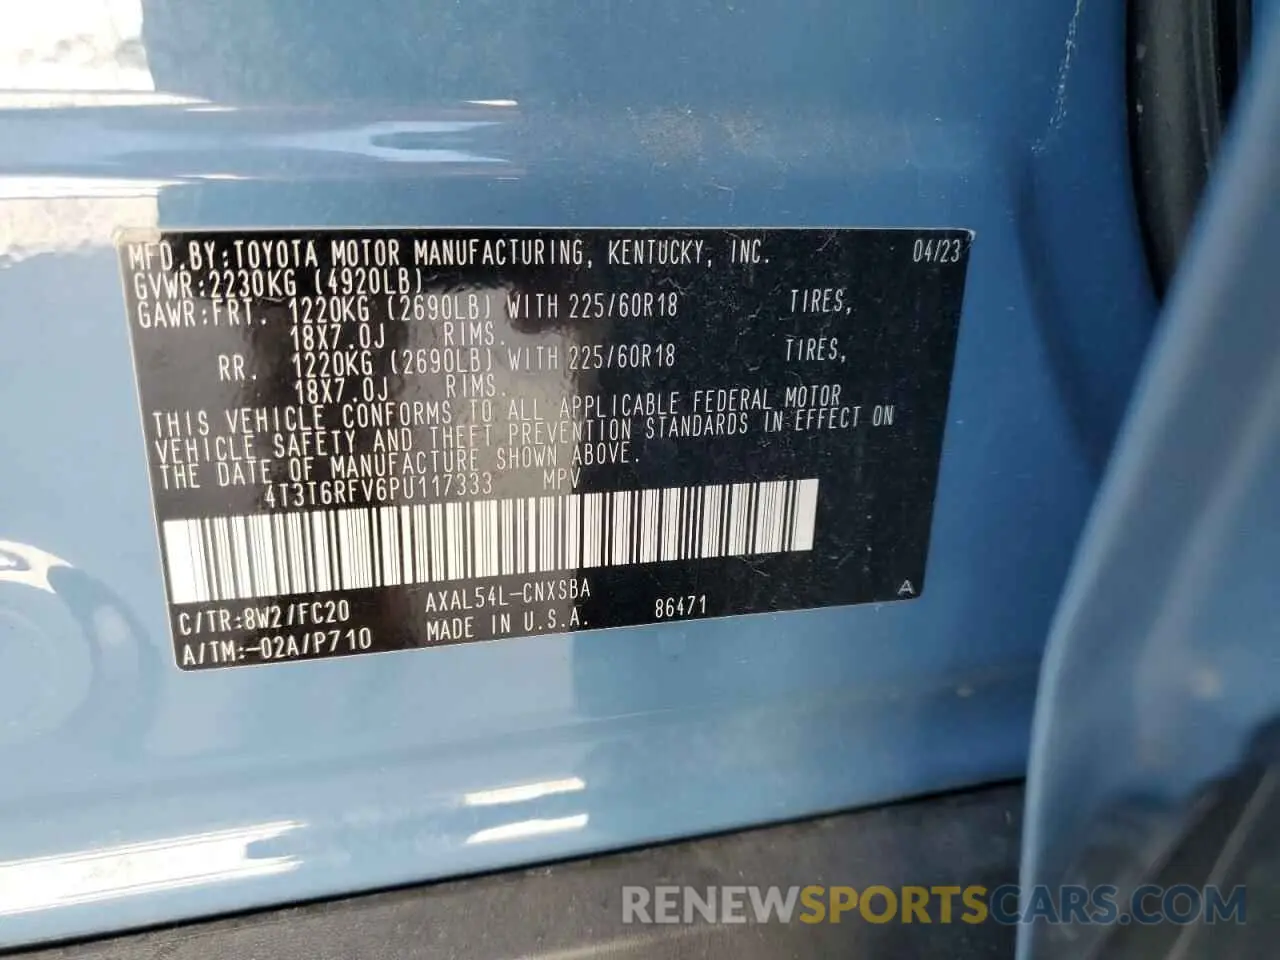 MFD. BY: TOYOTA MOTOR MANUFACTURING, KENTUCKY, INC. 04/23
GVWR: 2230KG (4920LB)
GAWR: FRT. 1220KG (2690LB) WITH 225/60R18 TIRES,
18X7.0J RIMS.
RR. 1220KG (2690LB) WITH 225/60R18 TIRES,
18X7.0J RIMS.
THIS VEHICLE CONFORMS TO ALL APPLICABLE FEDERAL MOTOR
VEHICLE SAFETY AND THEFT PREVENTION STANDARDS IN EFFECT ON
THE DATE OF MANUFACTURE SHOWN ABOVE.
4T3T6RFV6PU117333 MPV
C/TR:8W2/FC20 AXAL54L-CNXSBA A
A/TM:-02A/P710 MADE IN U.S.A. 86471
RENEWSPORTSCARS.COM